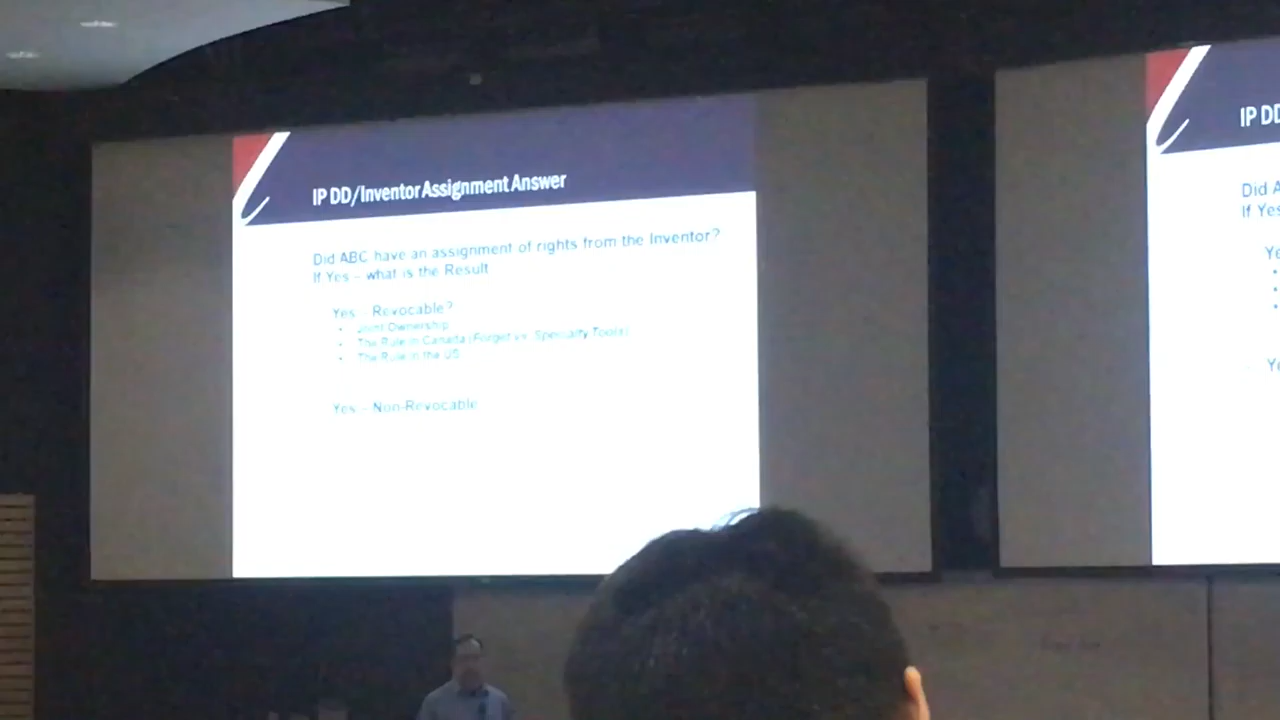 IP DD/Inventor Assignment Answer
Did ABC have an assignment of rights from the Inventor?
If Yes – what is the Result
Yes – Revocable?
• Joint Ownership
• The Rule in Canada (Forget v. Specialty Tools)
• The Rule in the US
Yes – Non-Revocable
IP DD
Did A
If Yes
Ye
Ye